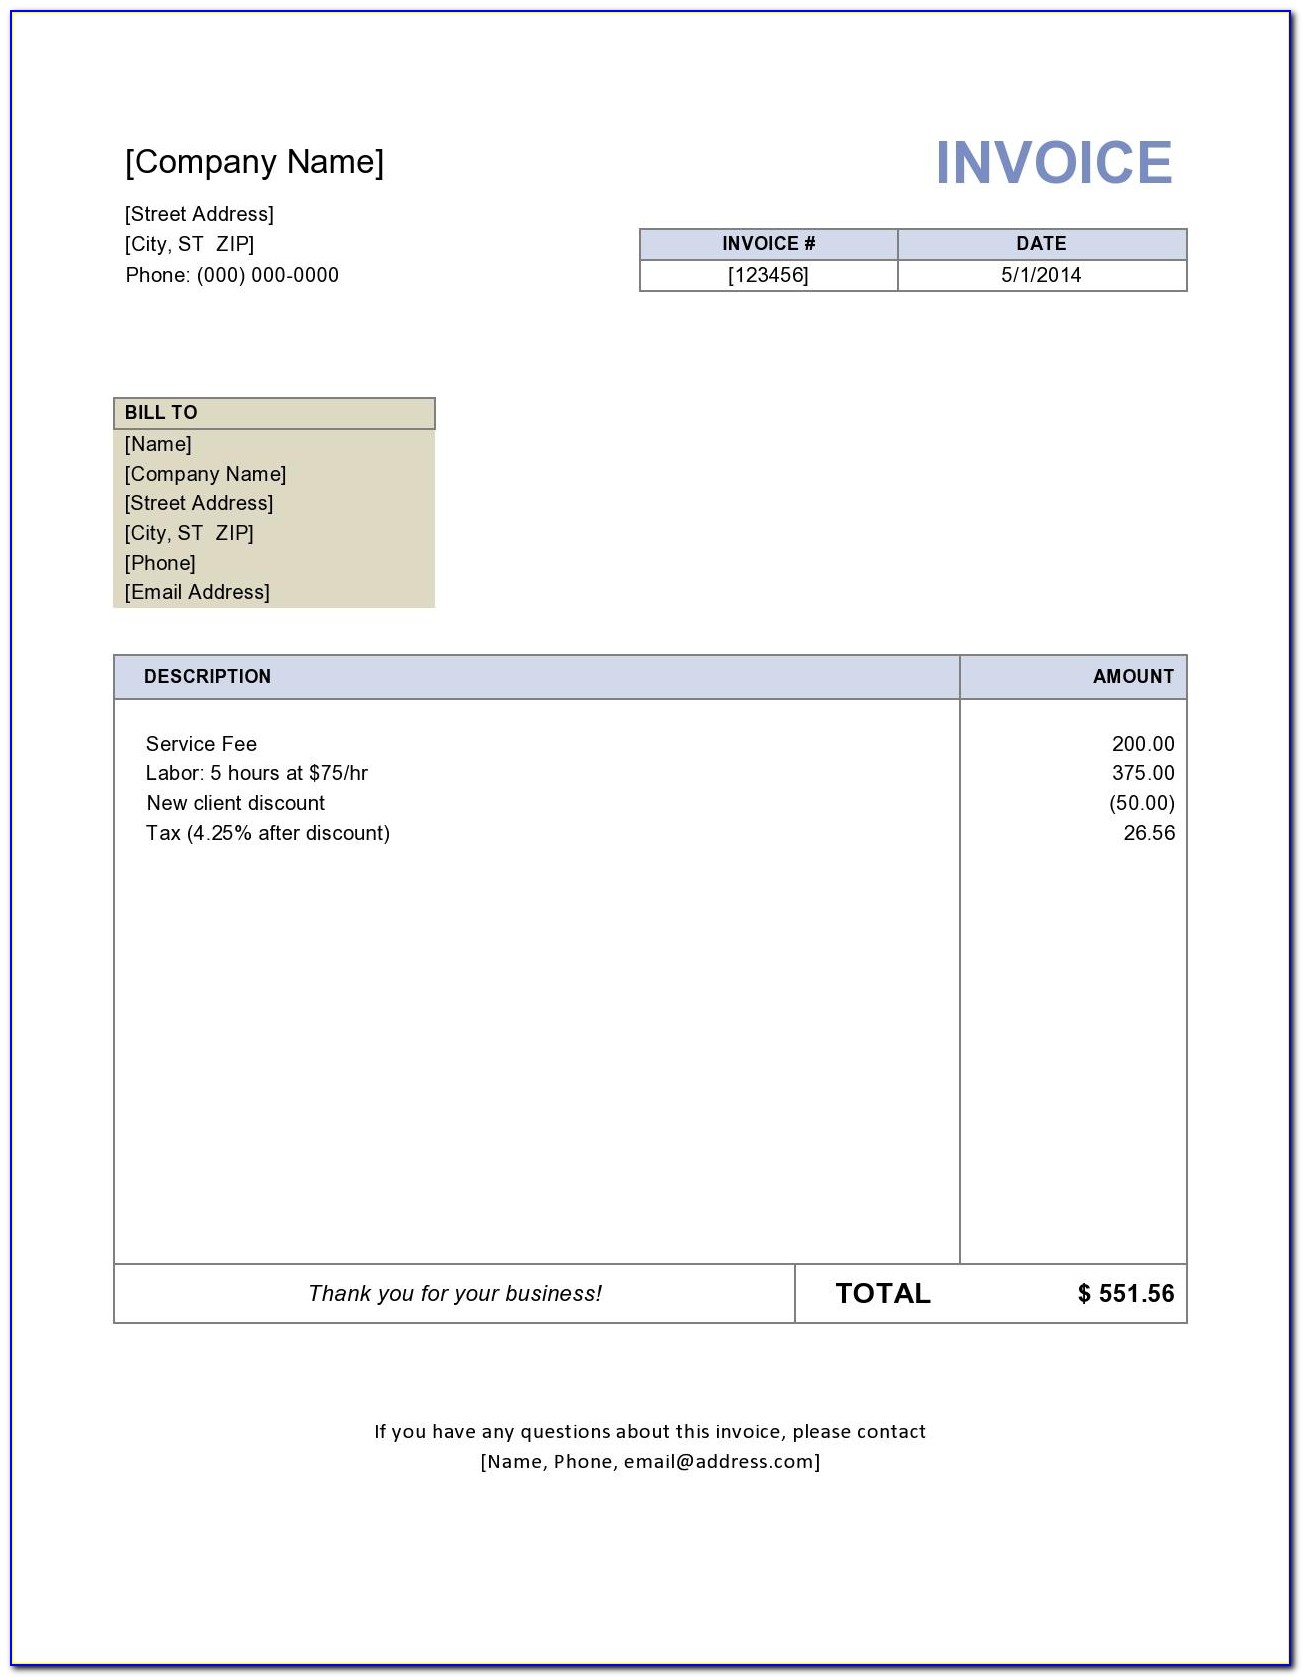 [Company Name]
INVOICE
[Street Address]
[City, ST  ZIP]
Phone: (000) 000-0000
INVOICE # DATE
[123456] 5/1/2014
BILL TO
[Name]
[Company Name]
[Street Address]
[City, ST  ZIP]
[Phone]
[Email Address]
DESCRIPTION AMOUNT
Service Fee 200.00
Labor: 5 hours at $75/hr 375.00
New client discount (50.00)
Tax (4.25% after discount) 26.56
Thank you for your business! TOTAL $ 551.56
If you have any questions about this invoice, please contact
[Name, Phone, email@address.com]